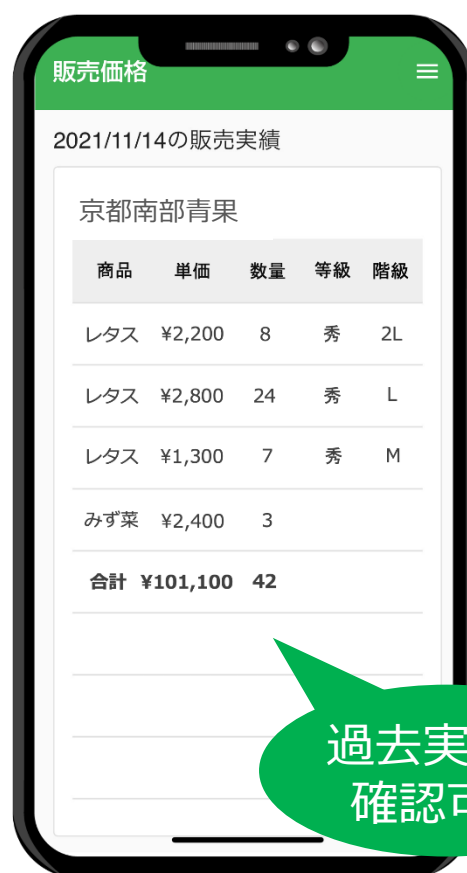 販売価格
2021/11/14の販売実績
京都南部青果
商品 単価 数量 等級 階級
レタス ¥2,200 8 秀 2L
レタス ¥2,800 24 秀 L
レタス ¥1,300 7 秀 M
みず菜 ¥2,400 3
合計 ¥101,100 42
過去実
確認